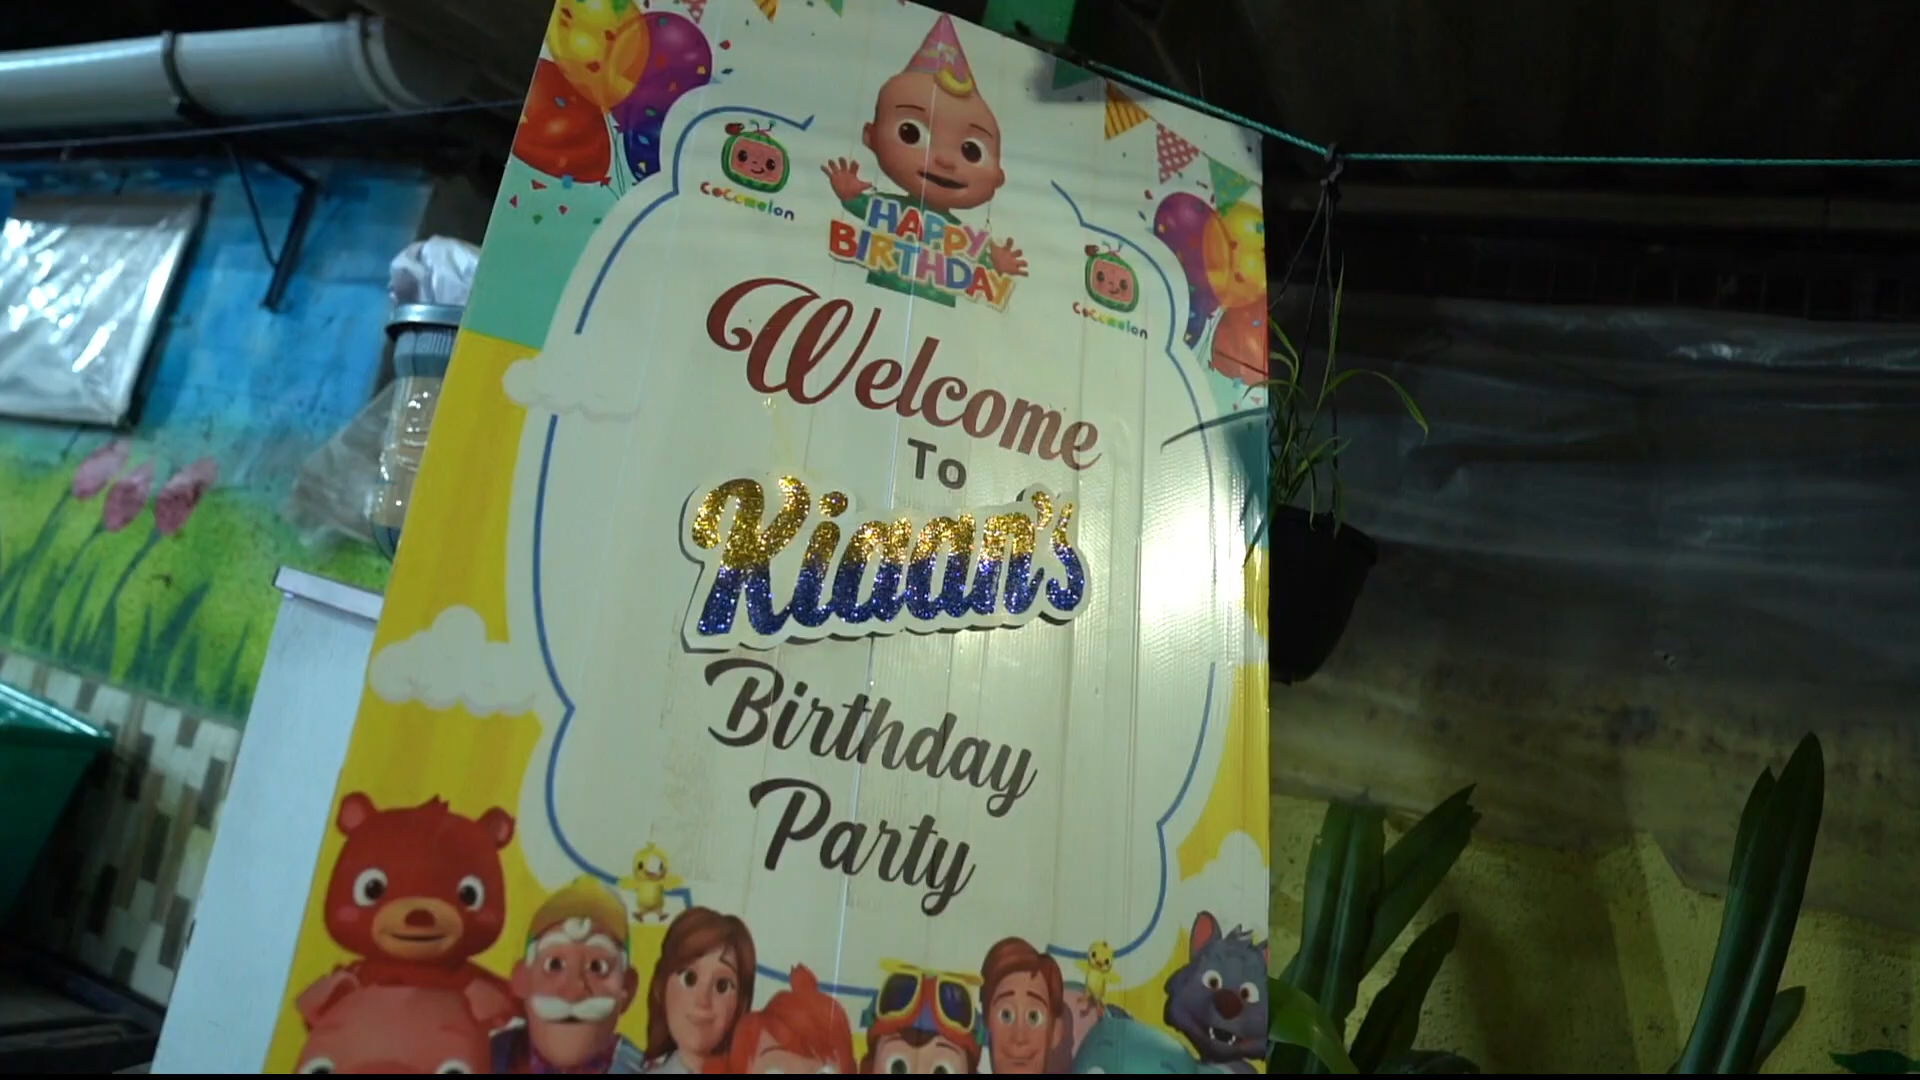 CoComelon
HAPPY
BIRTHDAY
CoComelon
Welcome
To
Kiaan's
Birthday
Party